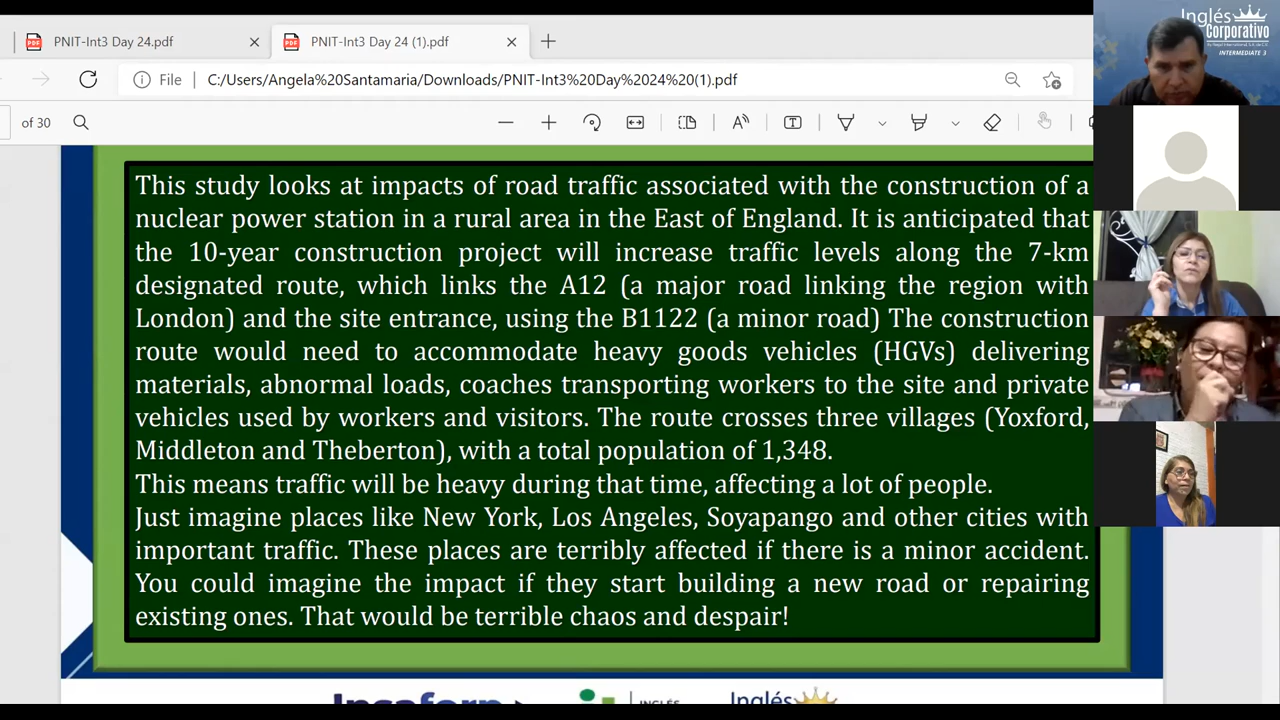 PNIT-Int3 Day 24.pdf
PNIT-Int3 Day 24 (1).pdf
File
C:/Users/Angela%20Santamaria/Downloads/PNIT-Int3%20Day%2024%20(1).pdf
of 30
This study looks at impacts of road traffic associated with the construction of a
nuclear power station in a rural area in the East of England. It is anticipated that
the 10-year construction project will increase traffic levels along the 7-km
designated route, which links the A12 (a major road linking the region with
London) and the site entrance, using the B1122 (a minor road) The construction
route would need to accommodate heavy goods vehicles (HGVs) delivering
materials, abnormal loads, coaches transporting workers to the site and private
vehicles used by workers and visitors. The route crosses three villages (Yoxford,
Middleton and Theberton), with a total population of 1,348.
This means traffic will be heavy during that time, affecting a lot of people.
Just imagine places like New York, Los Angeles, Soyapango and other cities with
important traffic. These places are terribly affected if there is a minor accident.
You could imagine the impact if they start building a new road or repairing
existing ones. That would be terrible chaos and despair!
Insaforp
INGLÉS
Inglés
Inglés
Corporativo
INTERMEDIATE 3